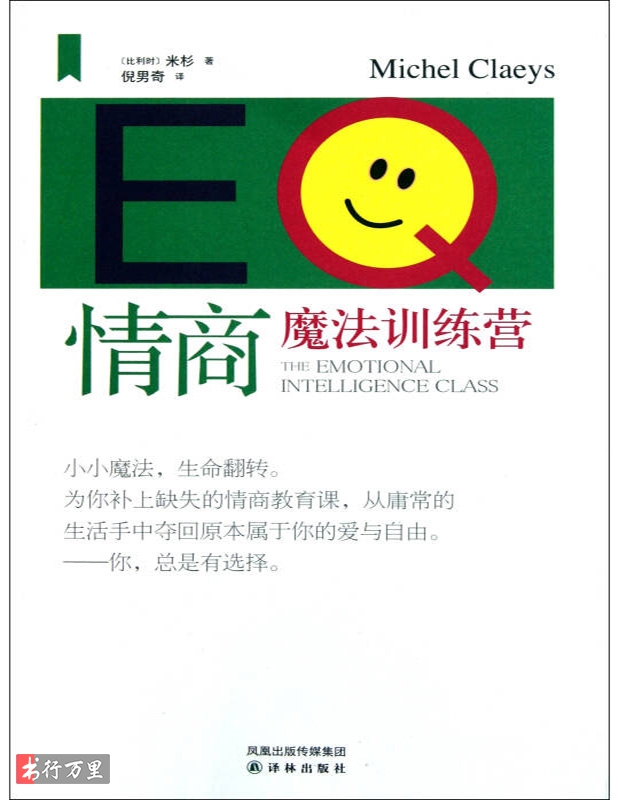 （比利时）米杉 著
倪男奇 译
Michel Claeys
EQ
情商
魔法训练营
THE EMOTIONAL
INTELLIGENCE CLASS
小小魔法，生命翻转。
为你补上缺失的情商教育课，从庸常的
生活手中夺回原本属于你的爱与自由。
——你，总是有选择。
凤凰出版传媒集团
译林出版社
书行万里